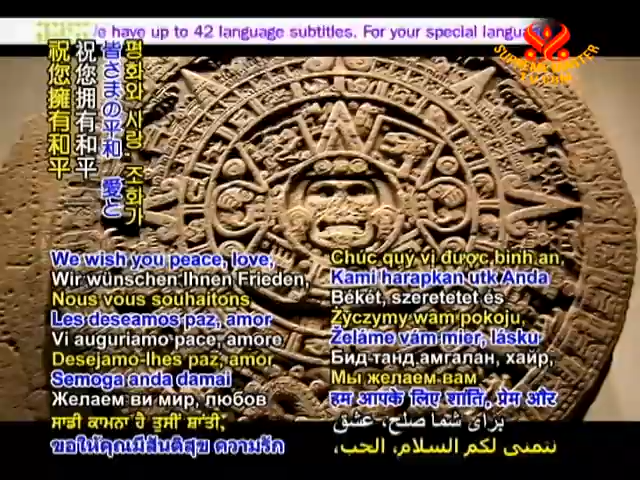 e have up to 42 language subtitles. For your special langua
SUPREME MASTER
TV.COM
평화와 사랑, 조화가
皆さまの平和 愛と
祝您拥有和平
祝您擁有和平
We wish you peace, love,
Wir wünschen Ihnen Frieden,
Nous vous souhaitons
Les deseamos paz, amor
Vi auguriamo pace, amore
Desejamo-lhes paz, amor
Semoga anda damai
Желаем ви мир, любов
ਸਾਡੀ ਕਾਮਨਾ ਹੈ ਤੁਸੀਂ ਸ਼ਾਂਤੀ,
ขอให้คุณมีสันติสุข ความรัก
Chúc quý vị được bình an,
Kami harapkan utk Anda
Békét, szeretetet és
Życzymy wam pokoju,
Želáme vám mier, lásku
Бид танд амгалан, хайр,
Мы желаем вам
हम आपके लिए शांति, प्रेम और
برای شما صلح، عشق
نتمنى لكم السلام، الحب،